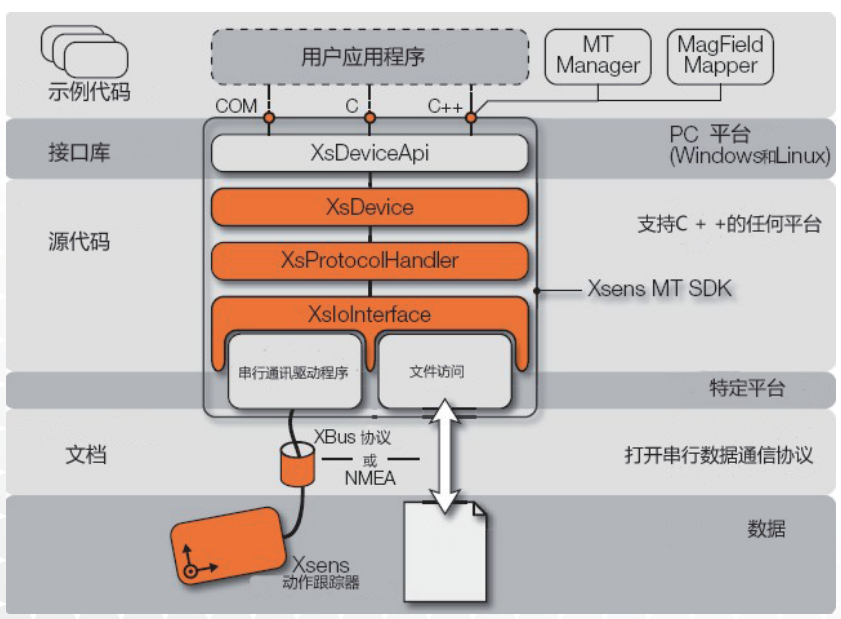 用户应用程序
MT
Manager
MagField
Mapper
示例代码
COM
C
C++
接口库
XsDeviceApi
PC 平台
(Windows和Linux)
XsDevice
源代码
支持C + +的任何平台
XsProtocolHandler
Xsens MT SDK
XsIoInterface
串行通讯驱动程序
文件访问
特定平台
XBus 协议
或
NMEA
文档
打开串行数据通信协议
数据
Xsens
动作跟踪器